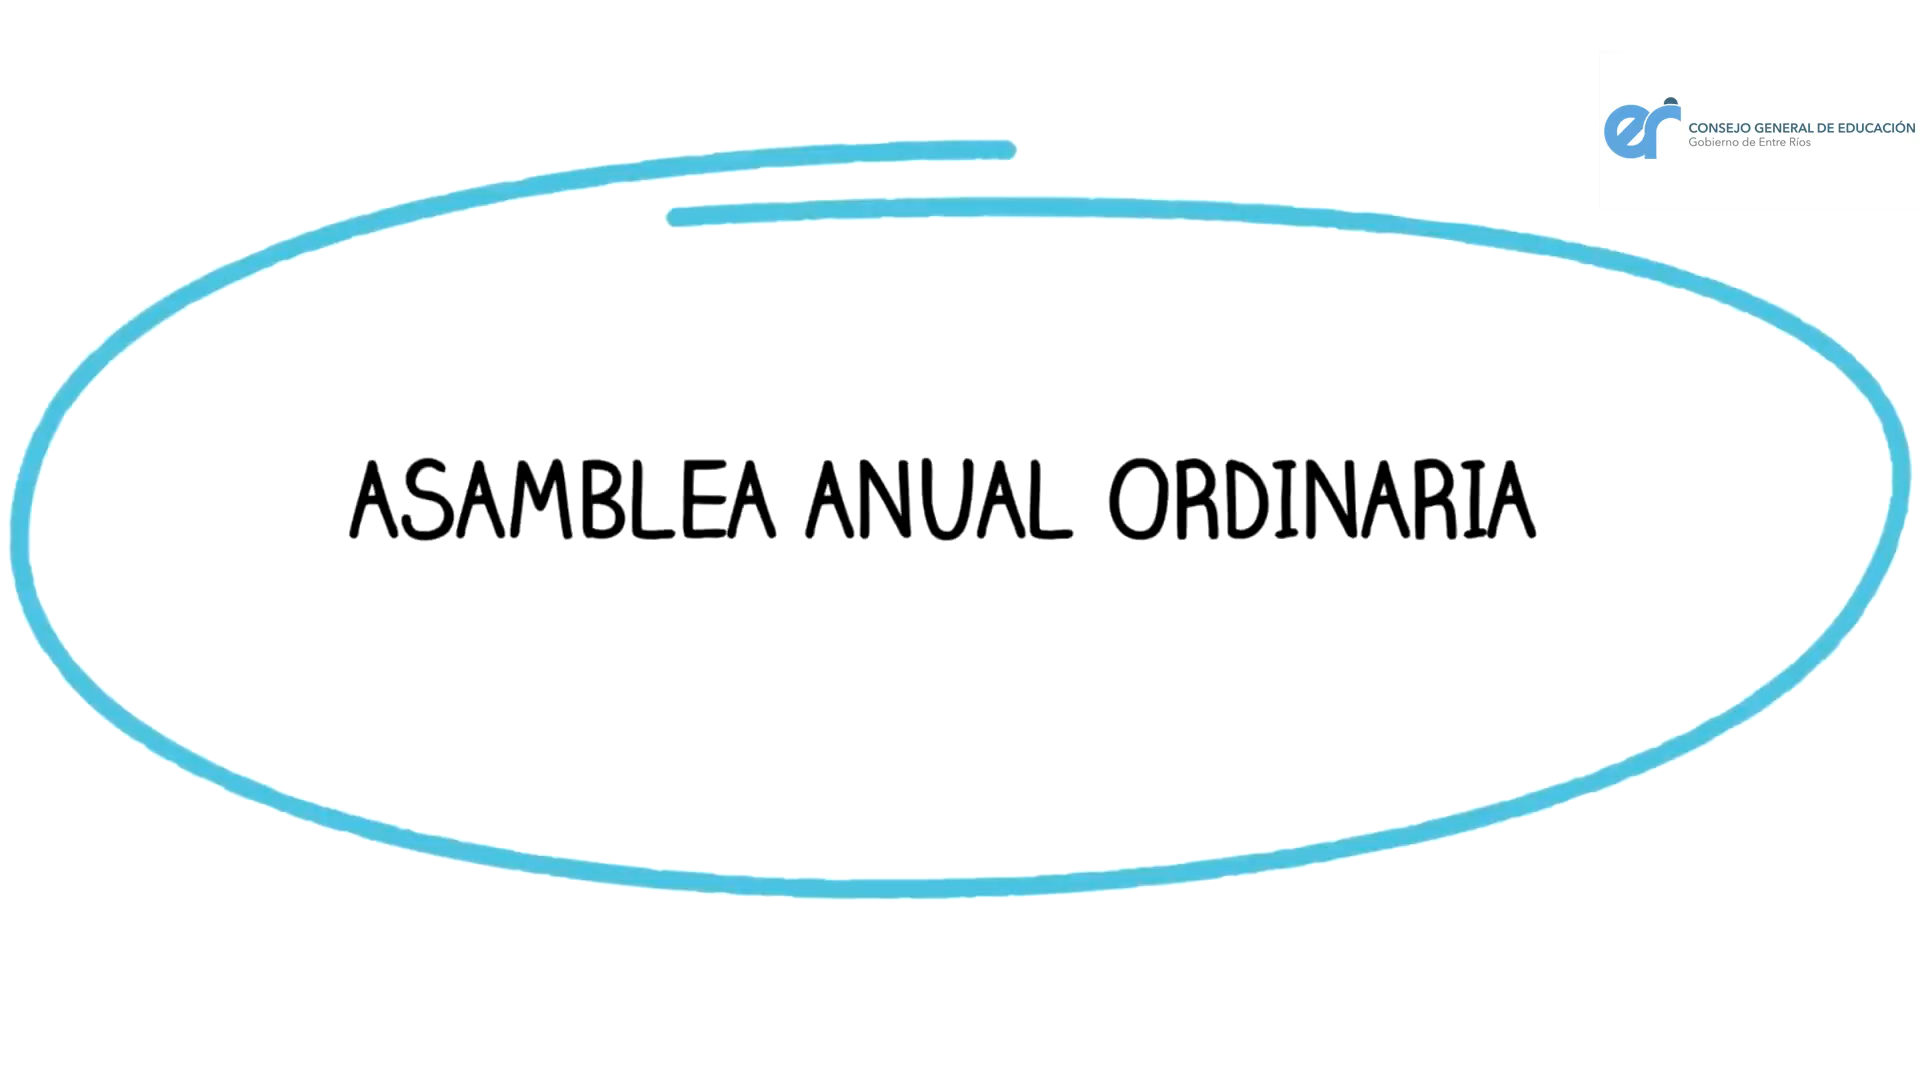 CONSEJO GENERAL DE EDUCACIÓN
Gobierno de Entre Ríos
ASAMBLEA ANUAL ORDINARIA